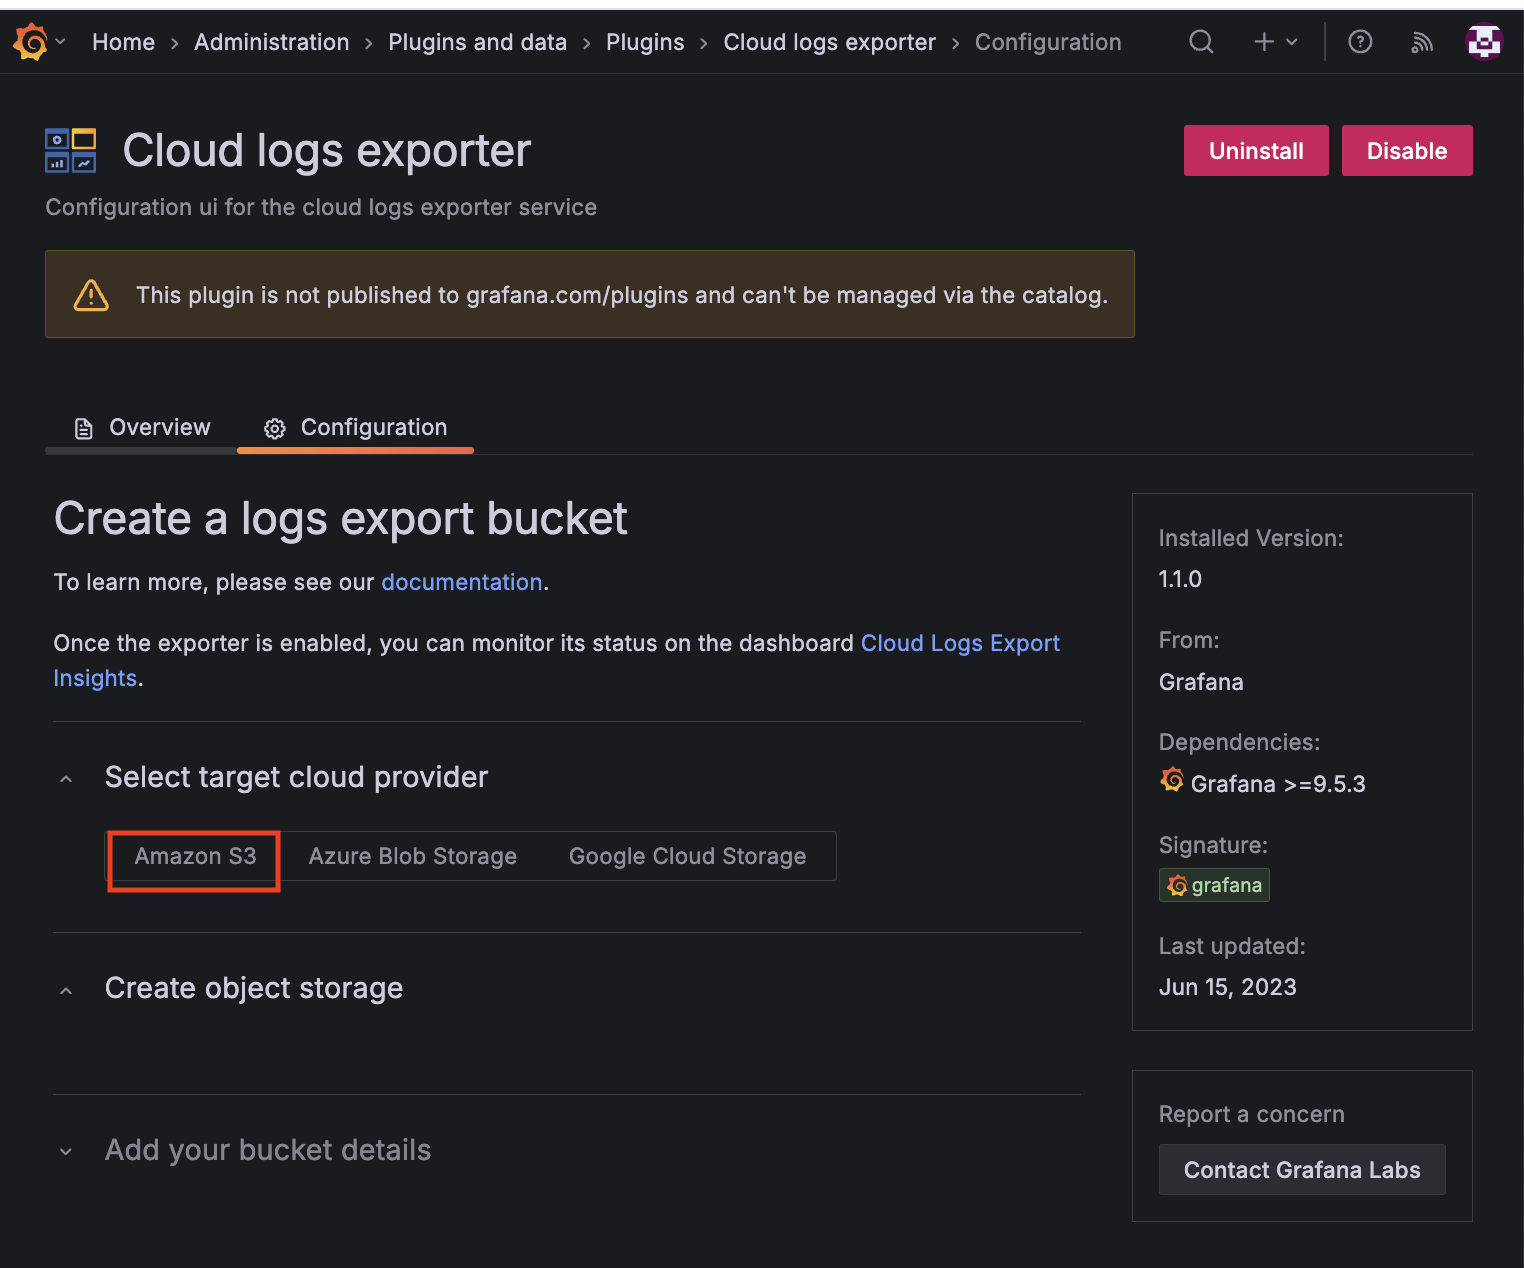 Home › Administration › Plugins and data › Plugins › Cloud logs exporter › Configuration
Cloud logs exporter
Uninstall
Disable
Configuration ui for the cloud logs exporter service
This plugin is not published to grafana.com/plugins and can't be managed via the catalog.
Overview
Configuration
Create a logs export bucket
To learn more, please see our documentation.
Once the exporter is enabled, you can monitor its status on the dashboard Cloud Logs Export
Insights.
Select target cloud provider
Amazon S3
Azure Blob Storage
Google Cloud Storage
Create object storage
Add your bucket details
Installed Version:
1.1.0
From:
Grafana
Dependencies:
Grafana >=9.5.3
Signature:
grafana
Last updated:
Jun 15, 2023
Report a concern
Contact Grafana Labs